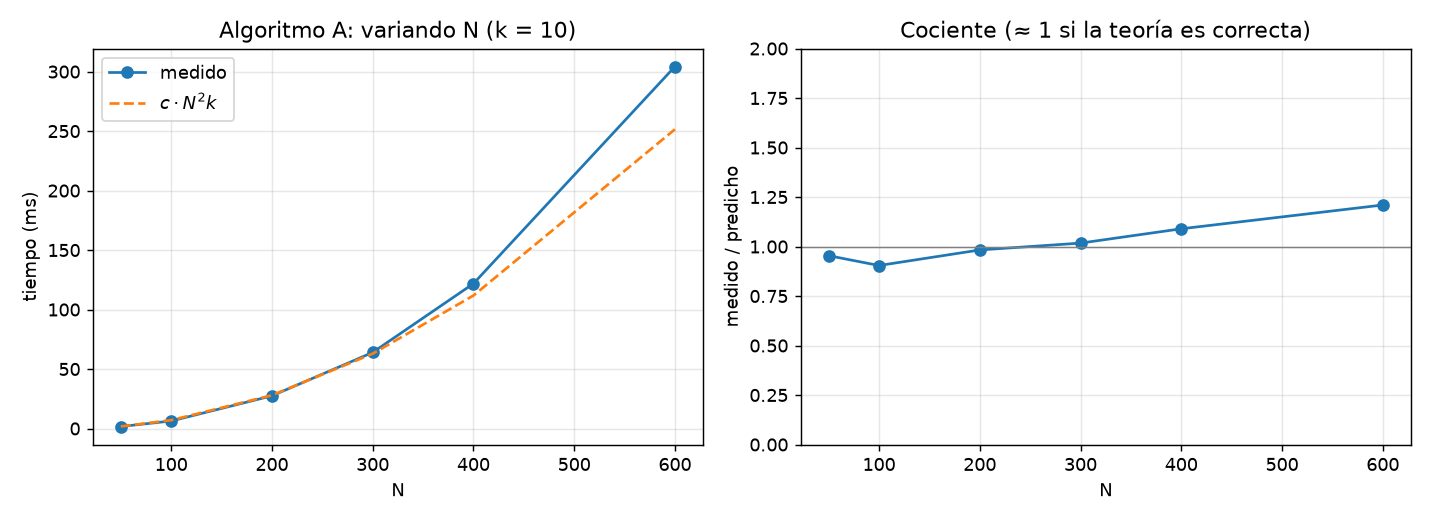 Algoritmo A: variando N (k = 10)
300
250
200
150
100
50
0
tiempo (ms)
medido
c · N²k
100 200 300 400 500 600
N
Cociente (≈ 1 si la teoría es correcta)
2.00
1.75
1.50
1.25
1.00
0.75
0.50
0.25
0.00
medido / predicho
100 200 300 400 500 600
N